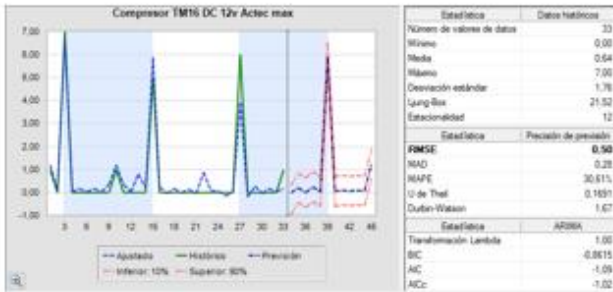 Compresor TM16 DC 12v Actec max
7,00
6,00
5,00
4,00
3,00
2,00
1,00
0,00
-1,00
3 6 9 12 15 18 21 24 27 30 33 36 39 42 45
Ajustado Histórico Previsión
Inferior: 10% Superior: 90%
Estadística Datos históricos
Número de valores de datos 33
Mínimo 0,00
Media 0,64
Máximo 7,00
Desviación estándar 1,76
Ljung-Box 21,52
Estacionalidad 12
Estadística Precisión de previsión
RMSE 0,50
MAD 0,28
MAPE 30,61%
U de Theil
Durbin-Watson 1,67
Estadística ARIMA
Transformación Lambda 1,00
BIC -0,8615
AIC -1,09
AICc -1,02